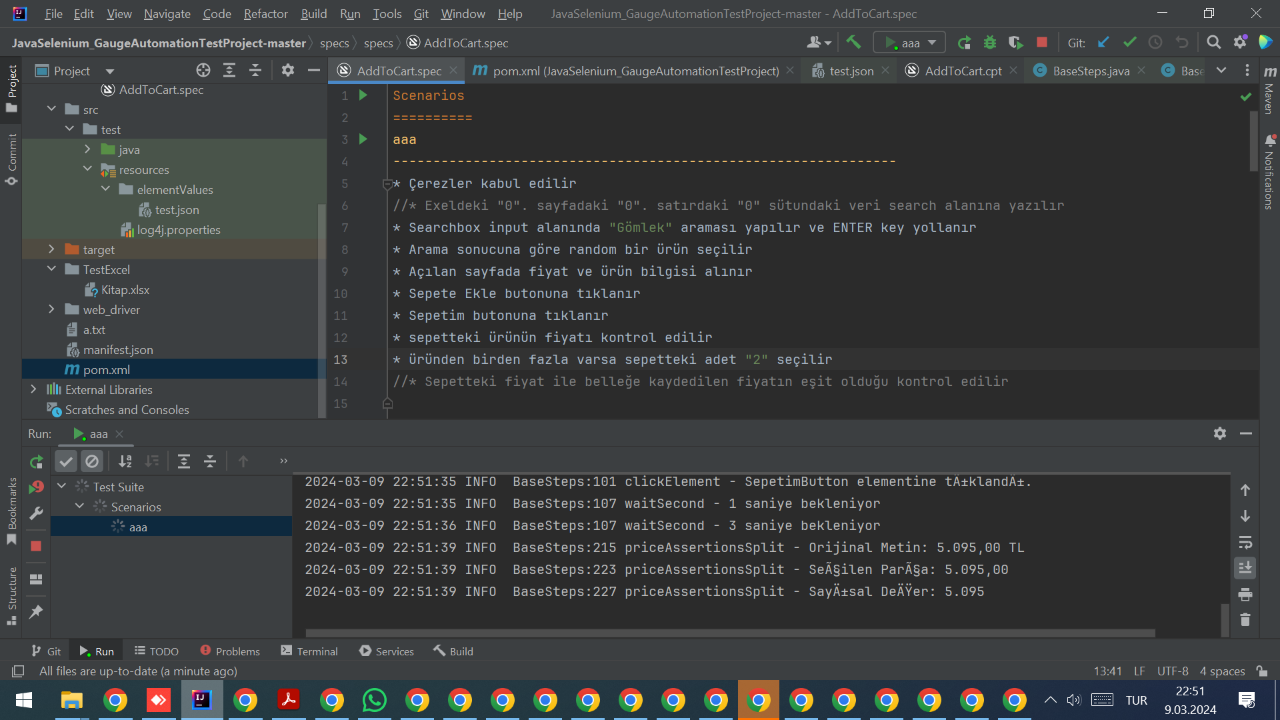 File Edit View Navigate Code Refactor Build Run Tools Git Window Help JavaSelenium_GaugeAutomationTestProject-master - AddToCart.spec
JavaSelenium_GaugeAutomationTestProject-master specs specs AddToCart.spec aaa Git:
Project
AddToCart.spec pom.xml (JavaSelenium_GaugeAutomationTestProject) test.json AddToCart.cpt BaseSteps.java Base
AddToCart.spec
src
test
java
resources
elementValues
test.json
log4j.properties
target
TestExcel
Kitap.xlsx
web_driver
a.txt
manifest.json
pom.xml
External Libraries
Scratches and Consoles
1 Scenarios
2 ==========
3 aaa
4 ---------------------------------------------------------------
5 * Çerezler kabul edilir
6 //* Exeldeki "0". sayfadaki "0". satırdaki "0" sütundaki veri search alanına yazılır
7 * Searchbox input alanında "Gömlek" araması yapılır ve ENTER key yollanır
8 * Arama sonucuna göre random bir ürün seçilir
9 * Açılan sayfada fiyat ve ürün bilgisi alınır
10 * Sepete Ekle butonuna tıklanır
11 * Sepetim butonuna tıklanır
12 * sepetteki ürünün fiyatı kontrol edilir
13 * üründen birden fazla varsa sepetteki adet "2" seçilir
14 //* Sepetteki fiyat ile belleğe kaydedilen fiyatın eşit olduğu kontrol edilir
15
Project
Commit
Bookmarks
Structure
Maven
Notifications
Run: aaa
Test Suite
Scenarios
aaa
2024-03-09 22:51:35 INFO  BaseSteps:101 clickElement - SepetimButton elementine tÄ±klandÄ±.
2024-03-09 22:51:35 INFO  BaseSteps:107 waitSecond - 1 saniye bekleniyor
2024-03-09 22:51:36 INFO  BaseSteps:107 waitSecond - 3 saniye bekleniyor
2024-03-09 22:51:39 INFO  BaseSteps:215 priceAssertionsSplit - Orijinal Metin: 5.095,00 TL
2024-03-09 22:51:39 INFO  BaseSteps:223 priceAssertionsSplit - SeÃ§ilen ParÃ§a: 5.095,00
2024-03-09 22:51:39 INFO  BaseSteps:227 priceAssertionsSplit - SayÄ±sal DeÄŸer: 5.095
Git Run TODO Problems Terminal Services Build
All files are up-to-date (a minute ago) 13:41 LF UTF-8 4 spaces
TUR 22:51
9.03.2024